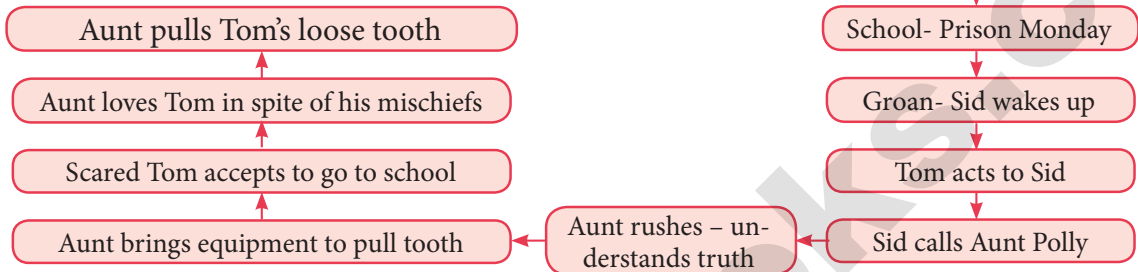 School- Prison Monday
Groan- Sid wakes up
Tom acts to Sid
Sid calls Aunt Polly
Aunt rushes – un-
derstands truth
Aunt brings equipment to pull tooth
Scared Tom accepts to go to school
Aunt loves Tom in spite of his mischiefs
Aunt pulls Tom's loose tooth